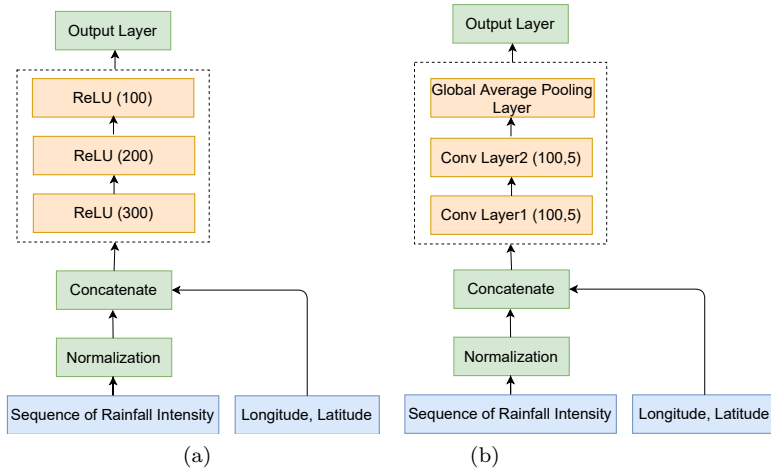 Output Layer
ReLU (100)
ReLU (200)
ReLU (300)
Concatenate
Normalization
Sequence of Rainfall Intensity
Longitude, Latitude
(a)
Output Layer
Global Average Pooling
Layer
Conv Layer2 (100,5)
Conv Layer1 (100,5)
Concatenate
Normalization
Sequence of Rainfall Intensity
Longitude, Latitude
(b)